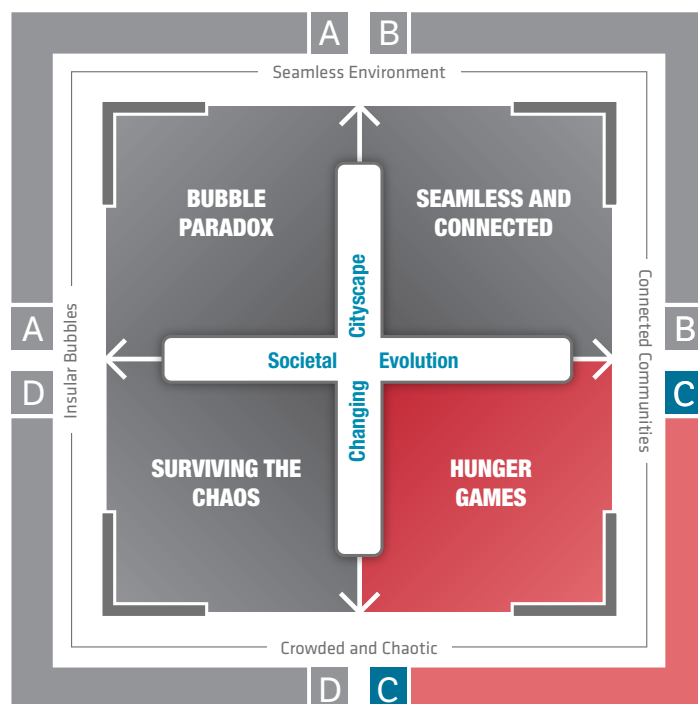 A B
Seamless Environment
BUBBLE
PARADOX
SEAMLESS AND
CONNECTED
Changing Cityscape
Societal Evolution
Insular Bubbles
Connected Communities
A
B
D
C
SURVIVING THE
CHAOS
HUNGER
GAMES
Crowded and Chaotic
D C